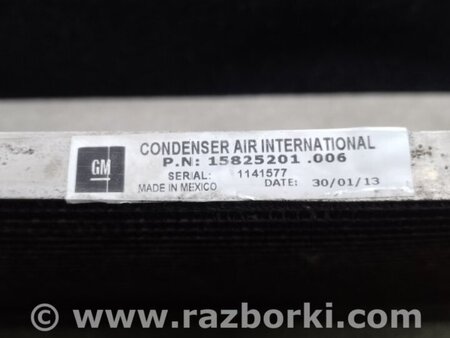 GM
CONDENSER AIR INTERNATIONAL
P.N: 15825201 .006
SERIAL: 1141577
MADE IN MEXICO DATE: 30/01/13
© www.razborki.com